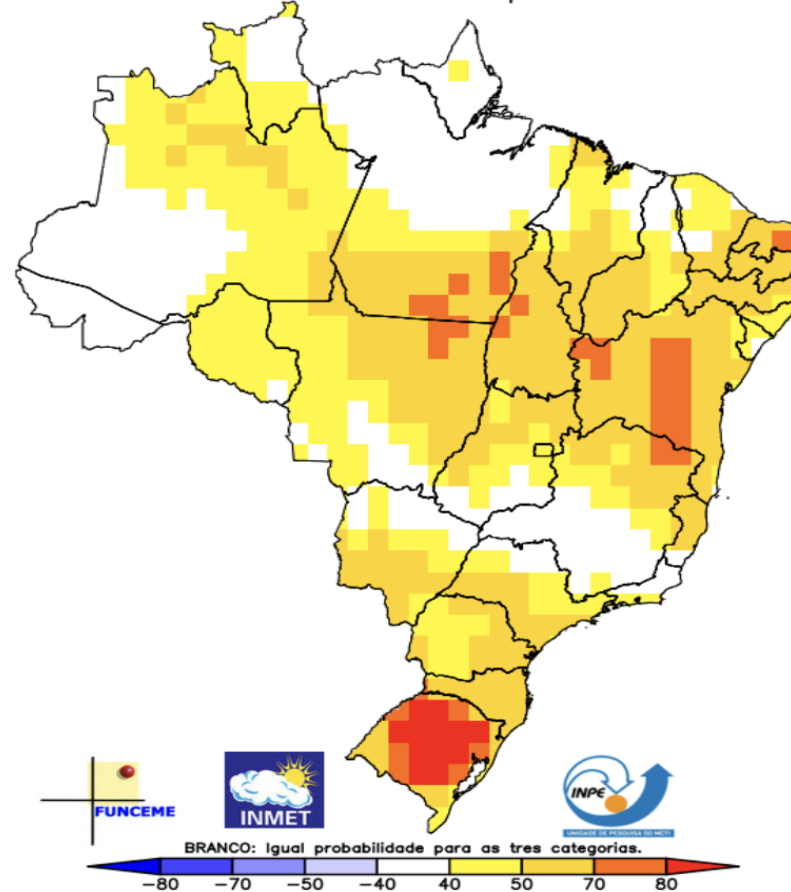 FUNCEME
INMET
INPE
UNIDADE DE PESQUISA DO MCTI
BRANCO: Igual probabilidade para as tres categorias.
-80 -70 -50 -40 40 50 70 80